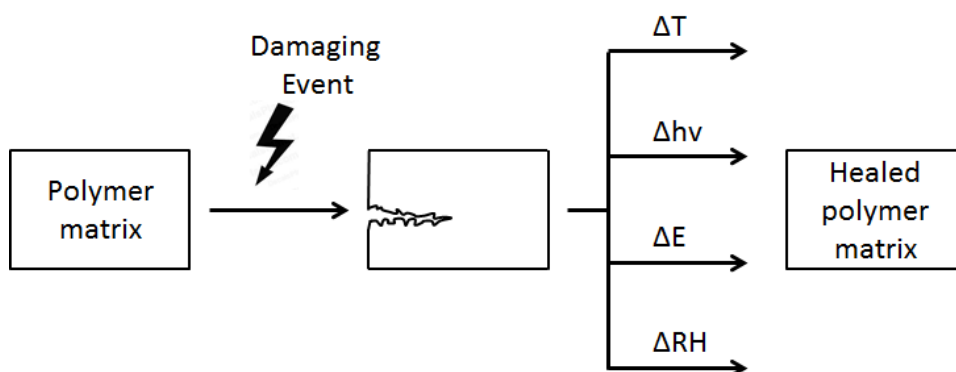 Damaging
Event
Polymer
matrix
ΔT
Δhv
ΔE
ΔRH
Healed
polymer
matrix